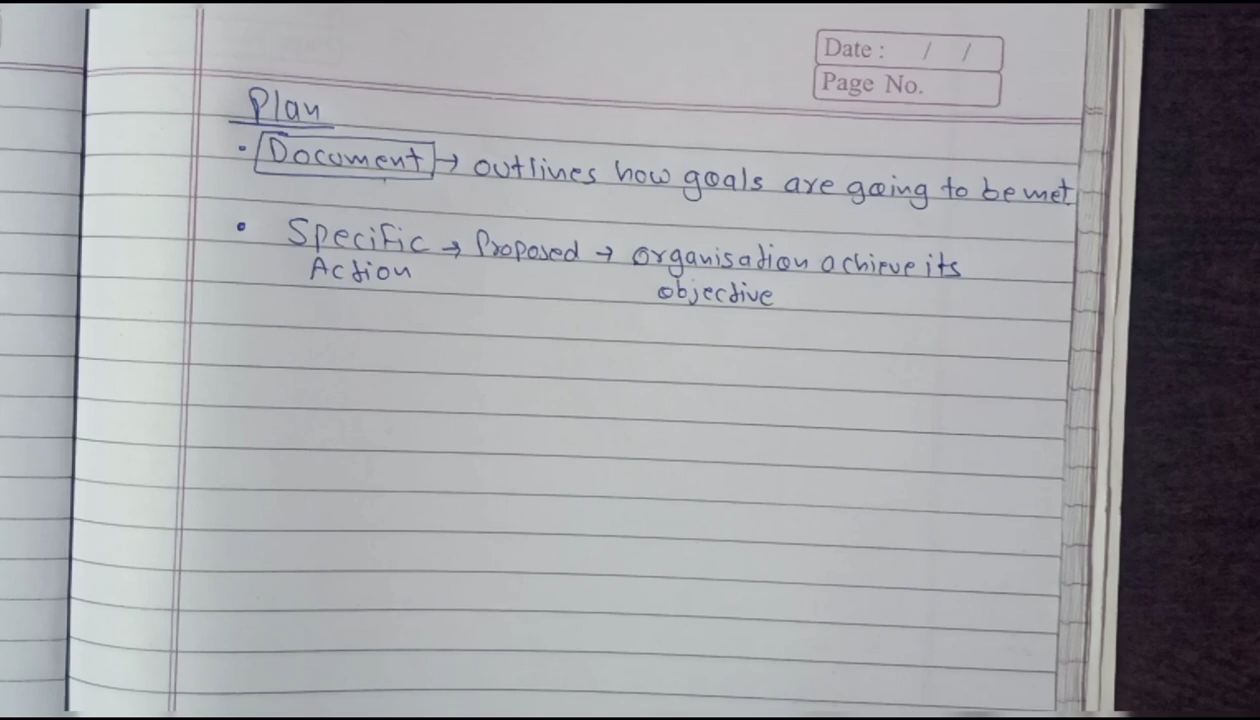 Date : / /
Page No.
Plan
• Document → outlines how goals are going to be met
• Specific → Proposed → organisation achieve its
Action objective